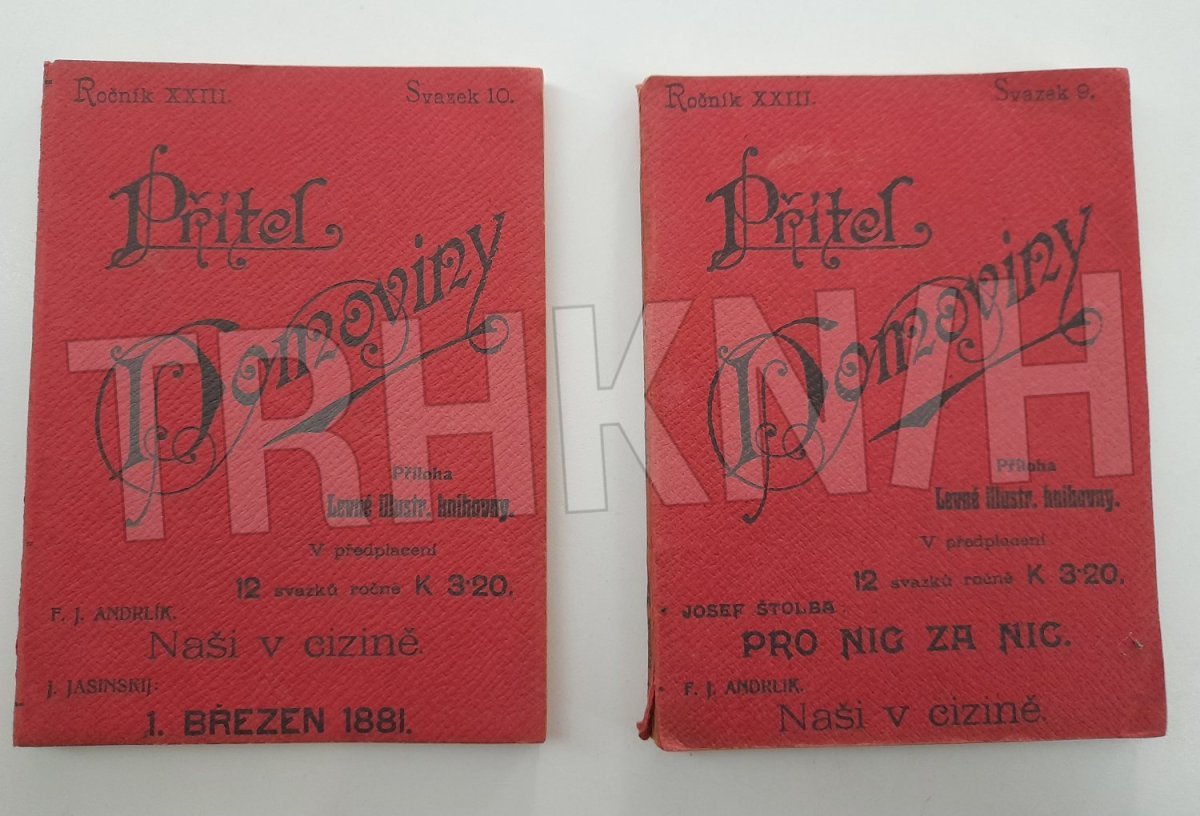 Ročník XXIII. Svazek 10.
Přítel
Domoviny
Příloha
Levné illustr. knihovny.
V předplacení
12 svazků ročně K 3·20.
F. J. ANDRLÍK.
Naši v cizině.
J. JASINSKIJ:
1. BŘEZEN 1881.
Ročník XXIII. Svazek 9.
Přítel
Domoviny
Příloha
Levné illustr. knihovny.
V předplacení
12 svazků ročně K 3·20.
JOSEF ŠTOLBA:
PRO NIC ZA NIC.
F. J. ANDRLÍK.
Naši v cizině.
TRHKNIH